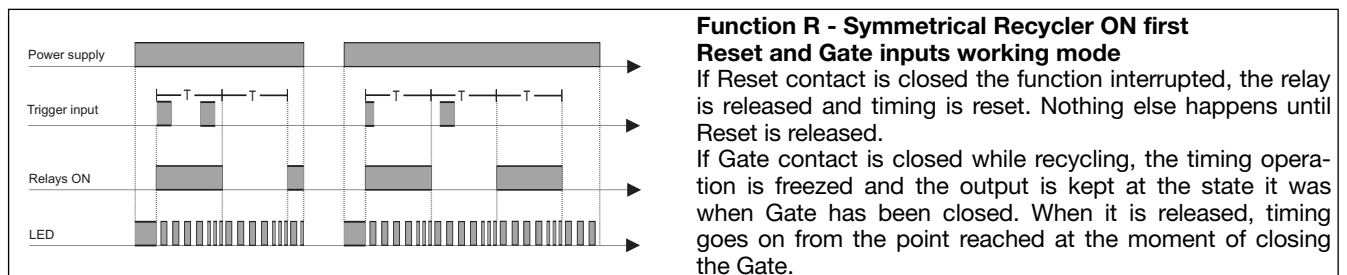 Power supply
Trigger input
T
T
T
T
T
Relays ON
LED
Function R - Symmetrical Recycler ON first
Reset and Gate inputs working mode
If Reset contact is closed the function interrupted, the relay
is released and timing is reset. Nothing else happens until
Reset is released.
If Gate contact is closed while recycling, the timing opera-
tion is freezed and the output is kept at the state it was
when Gate has been closed. When it is released, timing
goes on from the point reached at the moment of closing
the Gate.